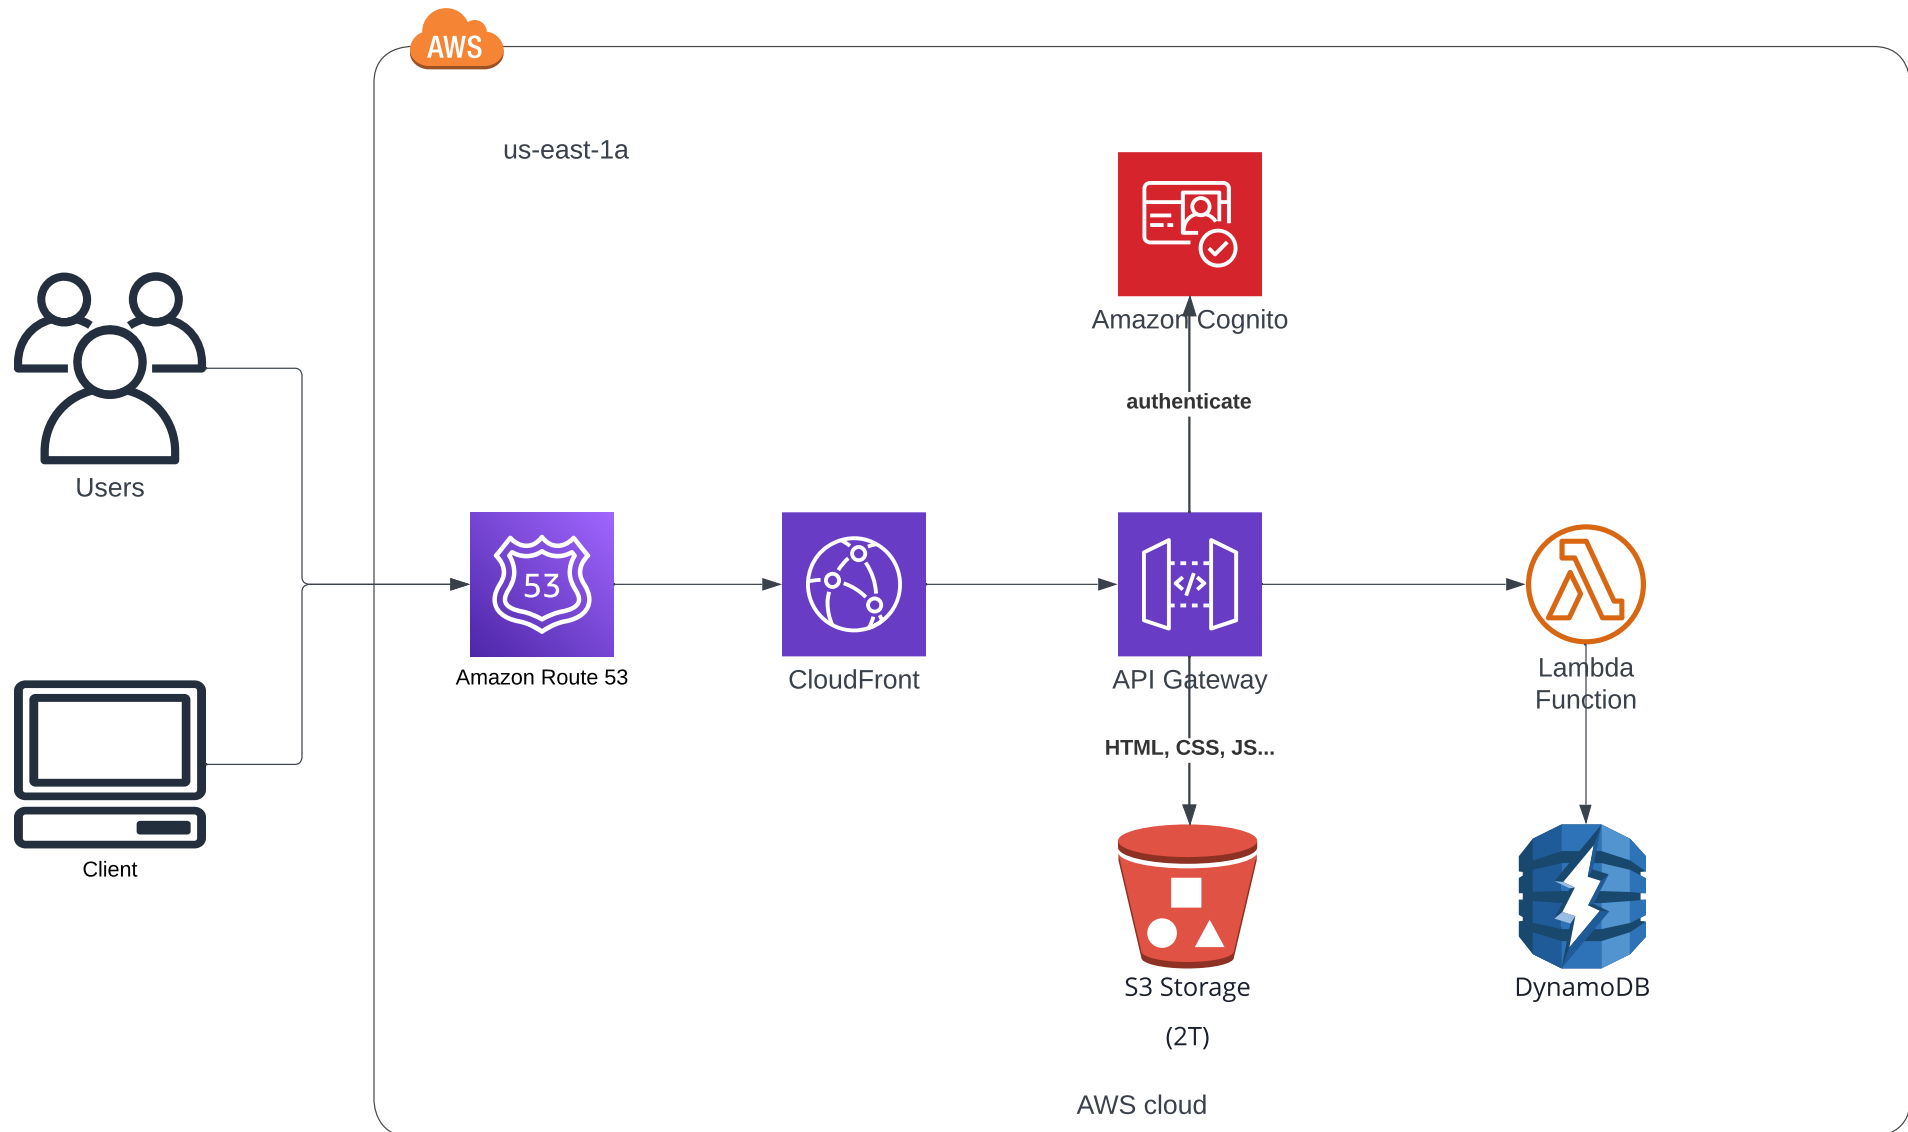 AWS
us-east-1a
Amazon Cognito
authenticate
Users
53
Amazon Route 53
CloudFront
API Gateway
Lambda
Function
HTML, CSS, JS...
Client
S3 Storage
(2T)
DynamoDB
AWS cloud